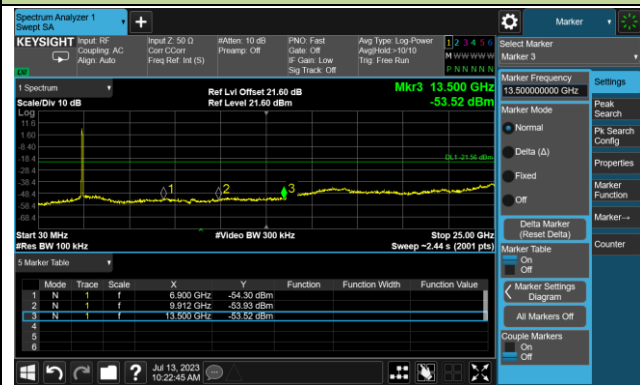 Spectrum Analyzer 1
Swept SA
Marker
KEYSIGHT
Input: RF
Coupling: AC
Align: Auto
Input Z: 50 Ω
Corr CCorr
Freq Ref: Int (S)
#Atten: 10 dB
Preamp: Off
PNO: Fast
Gate: Off
IF Gain: Low
Sig Track: Off
Avg Type: Log-Power
Avg|Hold:>10/10
Trig: Free Run
1 2 3 4 5 6
M W W W W W
P N N N N N
Select Marker
Marker 3
1 Spectrum
Scale/Div 10 dB
Log
Ref Lvl Offset 21.60 dB
Ref Level 21.60 dBm
Mkr3 13.500 GHz
-53.52 dBm
11.6
1.60
-8.40
-18.4
-28.4
-38.4
-48.4
-58.4
-68.4
DL1 -21.56 dBm
1
2
3
Start 30 MHz
#Res BW 100 kHz
#Video BW 300 kHz
Stop 25.00 GHz
Sweep ~2.44 s (2001 pts)
5 Marker Table
Mode Trace Scale X Y Function Function Width Function Value
1 N 1 f 6.900 GHz -54.30 dBm
2 N 1 f 9.912 GHz -53.93 dBm
3 N 1 f 13.500 GHz -53.52 dBm
4
5
6
Marker Frequency
13.500000000 GHz
Marker Mode
Normal
Delta (Δ)
Fixed
Off
Delta Marker
(Reset Delta)
Marker Table
On
Off
Marker Settings
Diagram
All Markers Off
Couple Markers
On
Off
Settings
Peak
Search
Pk Search
Config
Properties
Marker
Function
Marker→
Counter
Jul 13, 2023
10:22:45 AM